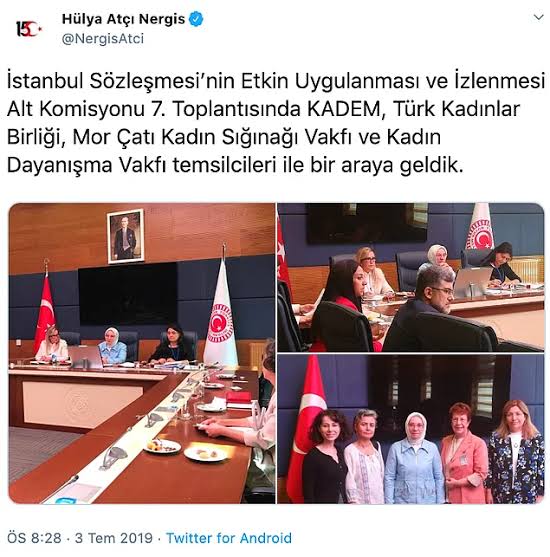 Hülya Atçı Nergis
@NergisAtci
İstanbul Sözleşmesi’nin Etkin Uygulanması ve İzlenmesi
Alt Komisyonu 7. Toplantısında KADEM, Türk Kadınlar
Birliği, Mor Çatı Kadın Sığınağı Vakfı ve Kadın
Dayanışma Vakfı temsilcileri ile bir araya geldik.
ÖS 8:28 · 3 Tem 2019 · Twitter for Android